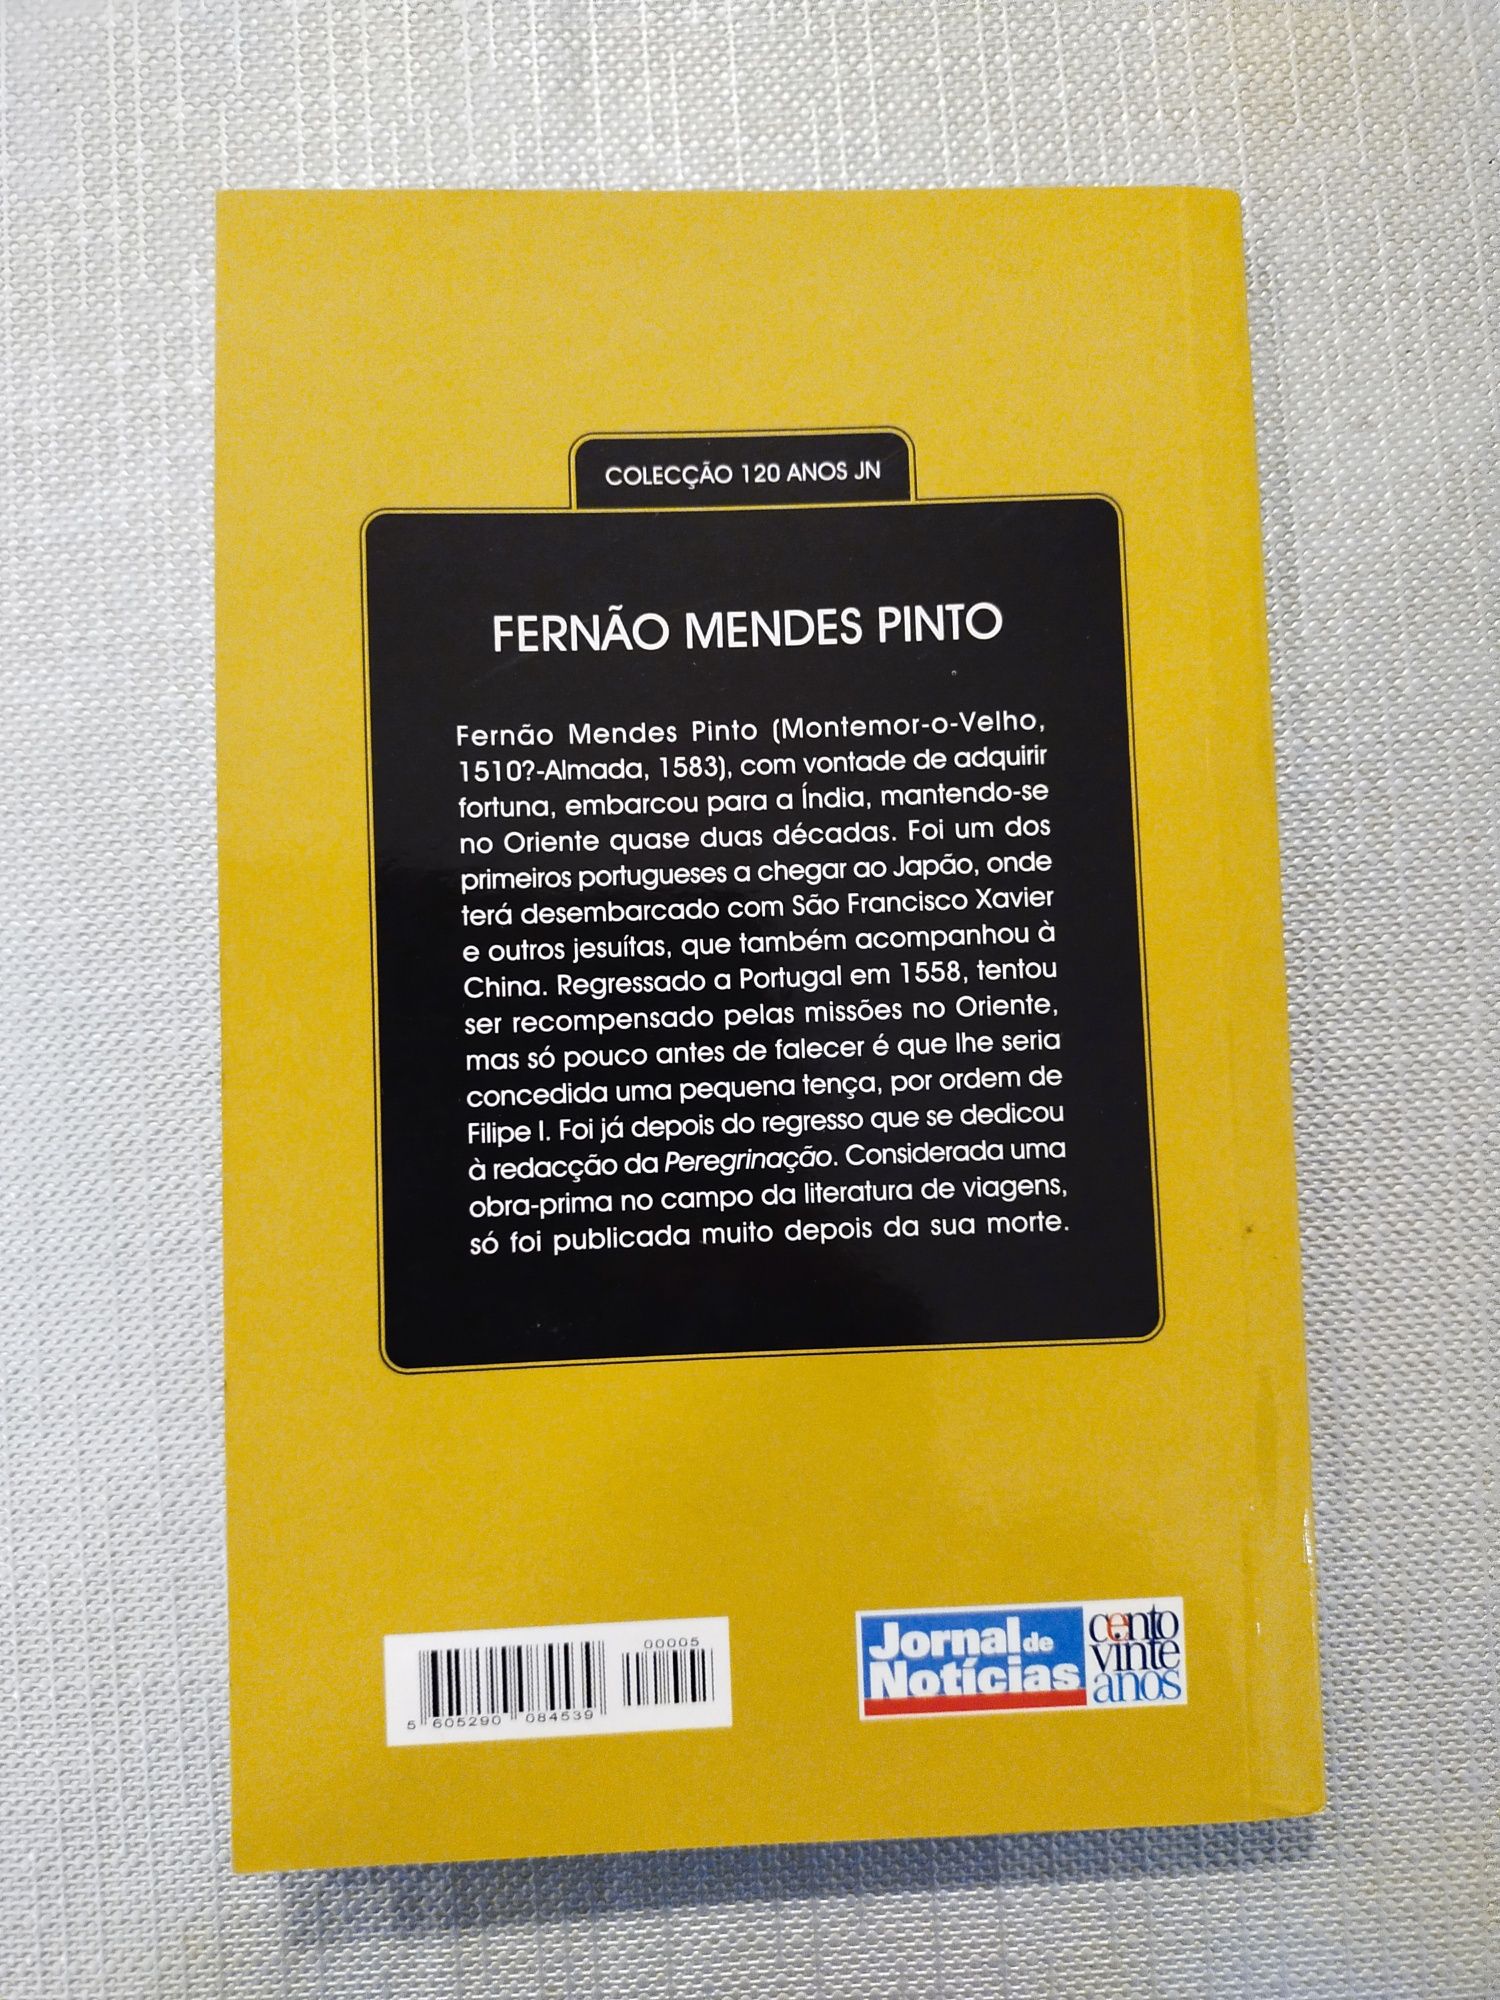 COLECÇÃO 120 ANOS JN
FERNÃO MENDES PINTO
Fernão Mendes Pinto (Montemor-o-Velho,
1510?-Almada, 1583), com vontade de adquirir
fortuna, embarcou para a Índia, mantendo-se
no Oriente quase duas décadas. Foi um dos
primeiros portugueses a chegar ao Japão, onde
terá desembarcado com São Francisco Xavier
e outros jesuítas, que também acompanhou à
China. Regressado a Portugal em 1558, tentou
ser recompensado pelas missões no Oriente,
mas só pouco antes de falecer é que lhe seria
concedida uma pequena tença, por ordem de
Filipe I. Foi já depois do regresso que se dedicou
à redacção da Peregrinação. Considerada uma
obra-prima no campo da literatura de viagens,
só foi publicada muito depois da sua morte.
00005
5 605290 084539
Jornal de
Notícias
cento
vinte
anos